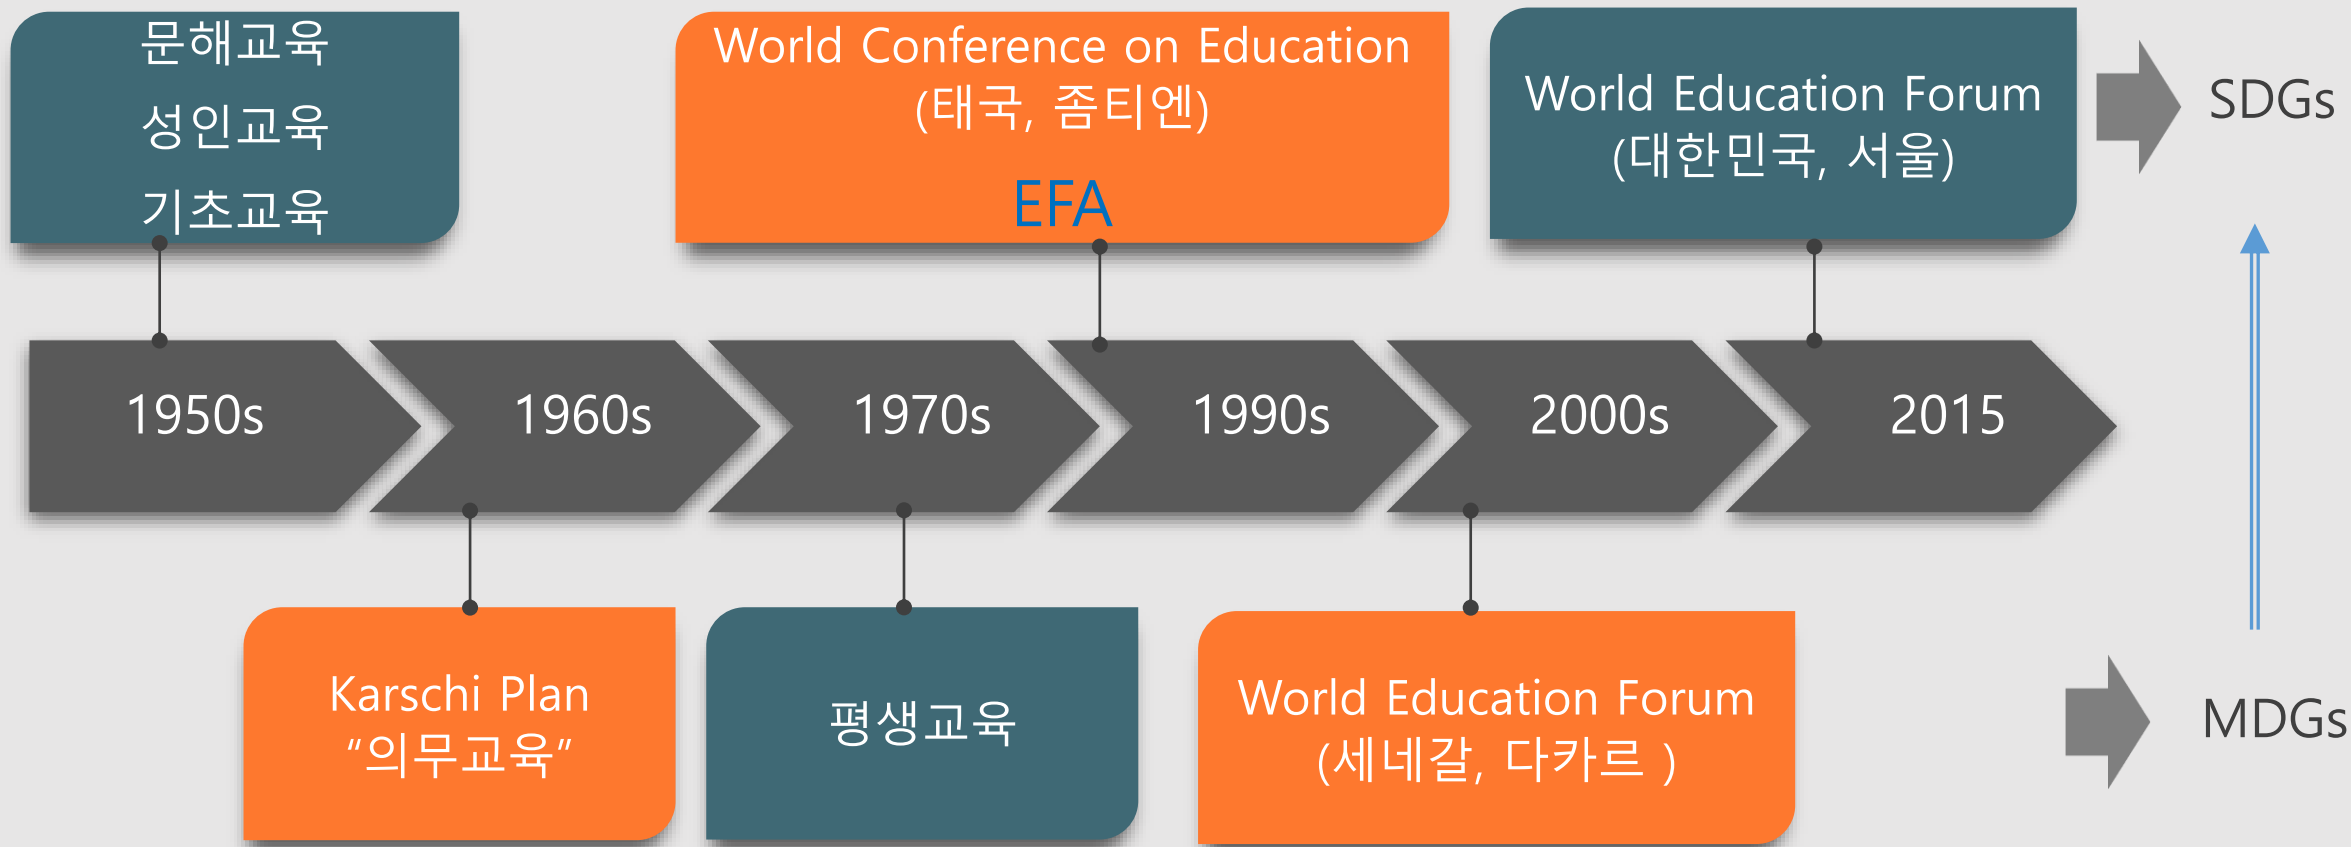 문해교육
성인교육
기초교육
World Conference on Education
(태국, 좀티엔)
EFA
World Education Forum
(대한민국, 서울)
SDGs
1950s
1960s
1970s
1990s
2000s
2015
Karschi Plan
“의무교육”
평생교육
World Education Forum
(세네갈, 다카르 )
MDGs